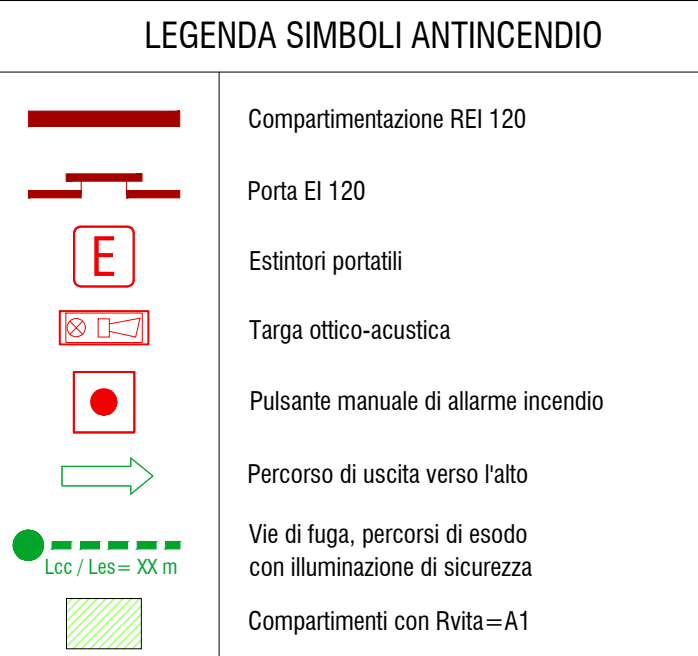 LEGENDA SIMBOLI ANTINCENDIO
Compartimentazione REI 120
Porta EI 120
E
Estintori portatili
Targa ottico-acustica
Pulsante manuale di allarme incendio
Percorso di uscita verso l'alto
Lcc / Les= XX m
Vie di fuga, percorsi di esodo
con illuminazione di sicurezza
Compartimenti con Rvita=A1